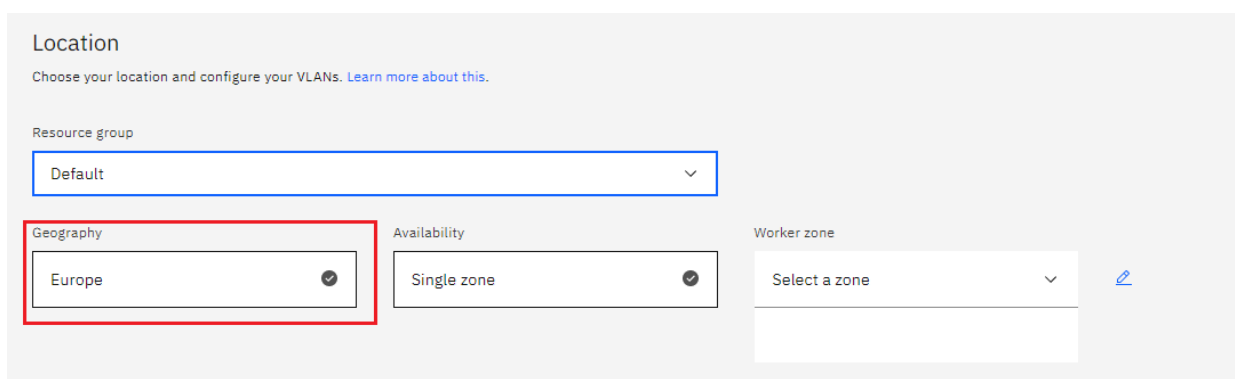 Location
Choose your location and configure your VLANs. Learn more about this.
Resource group
Default
Geography
Availability
Worker zone
Europe
Single zone
Select a zone